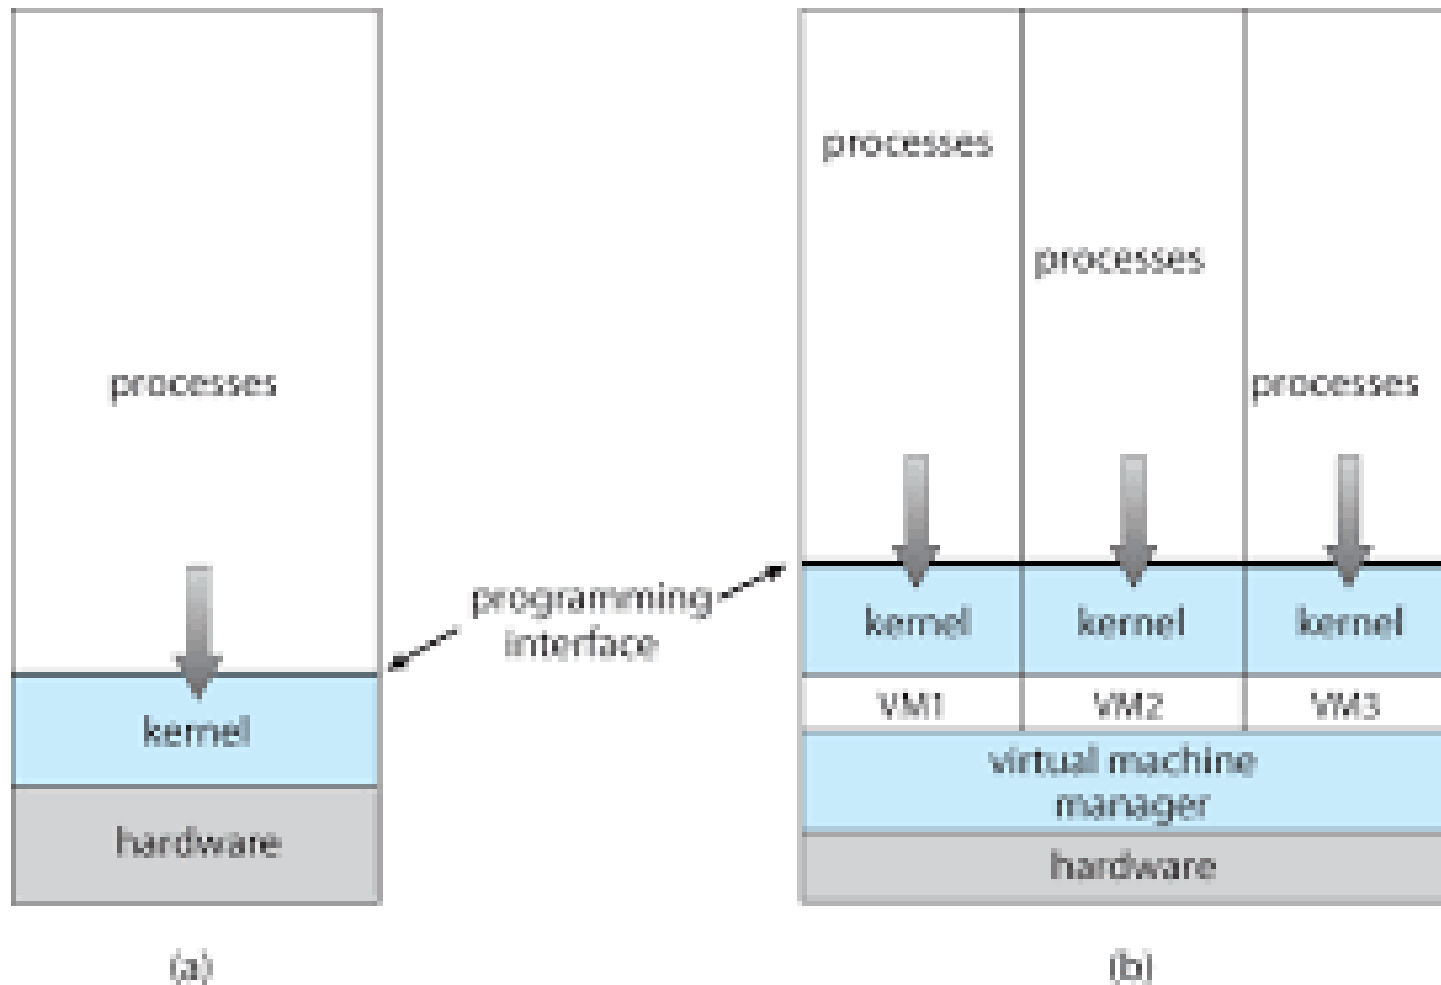 processes
kernel
hardware
(a)
programming
interface
processes
processes
processes
kernel
kernel
kernel
VM1
VM2
VM3
virtual machine
manager
hardware
(b)